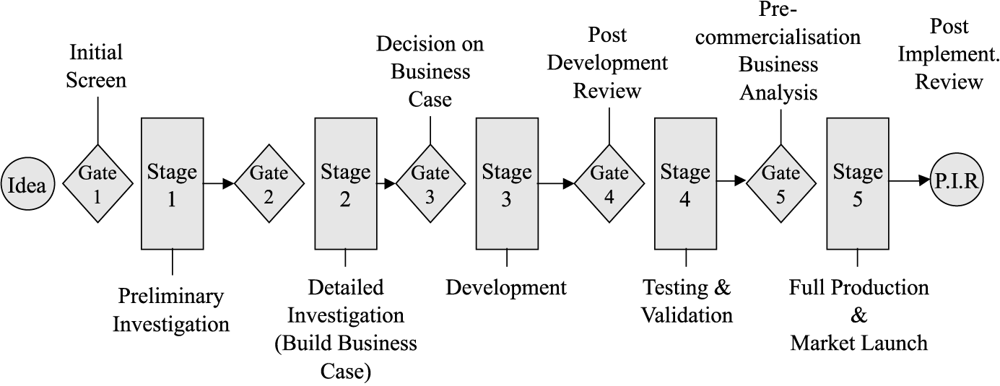 Initial
Screen
Decision on
Business
Case
Post
Development
Review
Pre-
commercialisation
Business
Analysis
Post
Implement.
Review
Idea
Gate
1
Stage
1
Gate
2
Stage
2
Gate
3
Stage
3
Gate
4
Stage
4
Gate
5
Stage
5
P.I.R
Preliminary
Investigation
Detailed
Investigation
(Build Business
Case)
Development
Testing &
Validation
Full Production
&
Market Launch